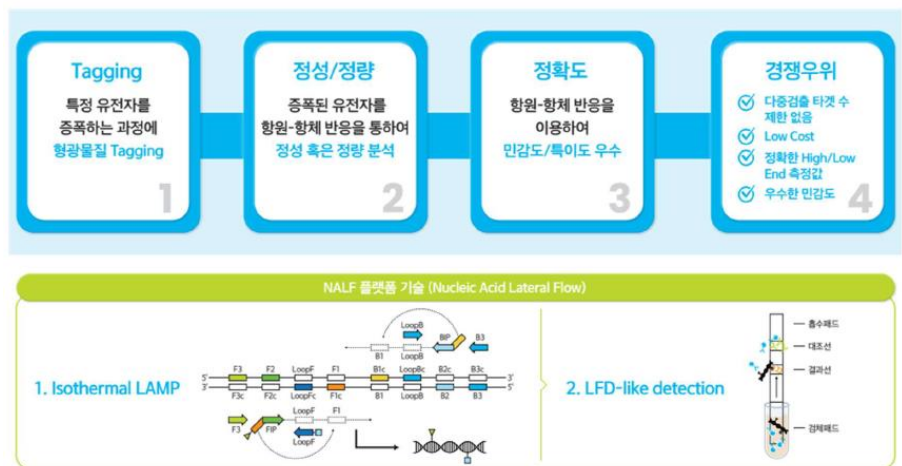 Tagging
특정 유전자를
증폭하는 과정에
형광물질 Tagging
1
정성/정량
증폭된 유전자를
항원-항체 반응을 통하여
정성 혹은 정량 분석
2
정확도
항원-항체 반응을
이용하여
민감도/특이도 우수
3
경쟁우위
다중검출 타겟 수
제한 없음
Low Cost
정확한 High/Low
End 측정값
우수한 민감도
4
NALF 플랫폼 기술 (Nucleic Acid Lateral Flow)
1. Isothermal LAMP
LoopB
BIP B3
B1 LoopB
F3 F2 LoopF F1 B1c LoopBc B2c B3c
5' 3'
3' 5'
F3c F2c LoopFc F1c B1 LoopB B2 B3
LoopF F1
F3 FIP LoopF
2. LFD-like detection
흡수패드
대조선
결과선
검체패드